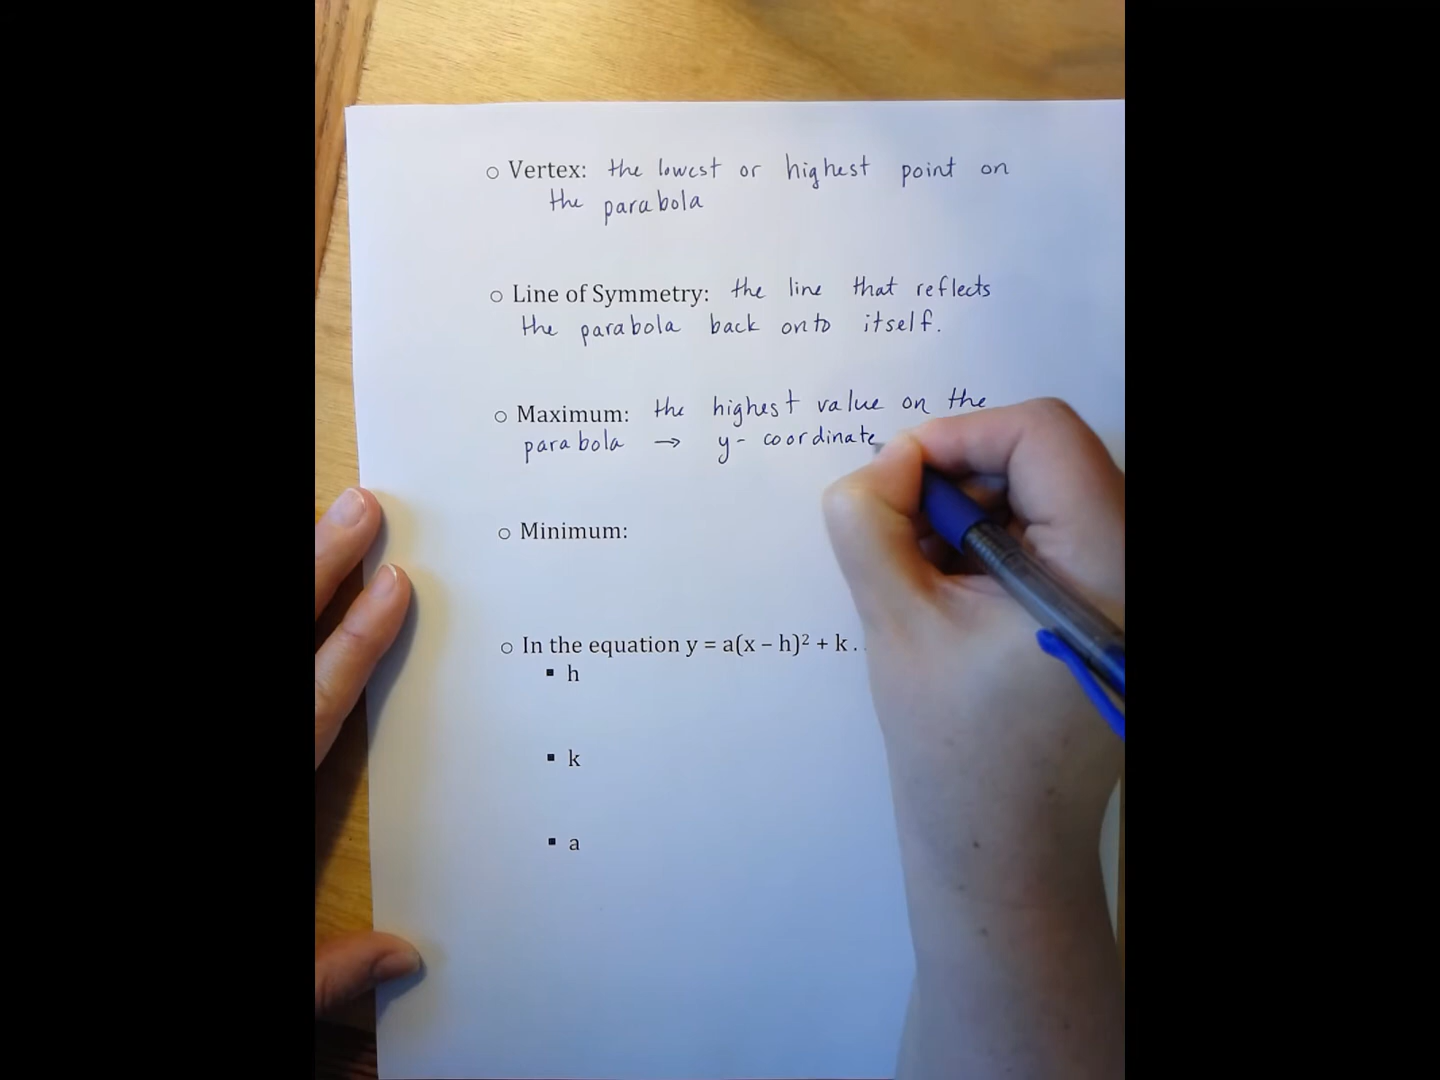 ○ Vertex: the lowest or highest point on
the parabola
○ Line of Symmetry: the line that reflects
the parabola back onto itself.
○ Maximum: the highest value on the
parabola → y- coordinate
○ Minimum:
○ In the equation y = a(x – h)² + k . .
▪ h
▪ k
▪ a